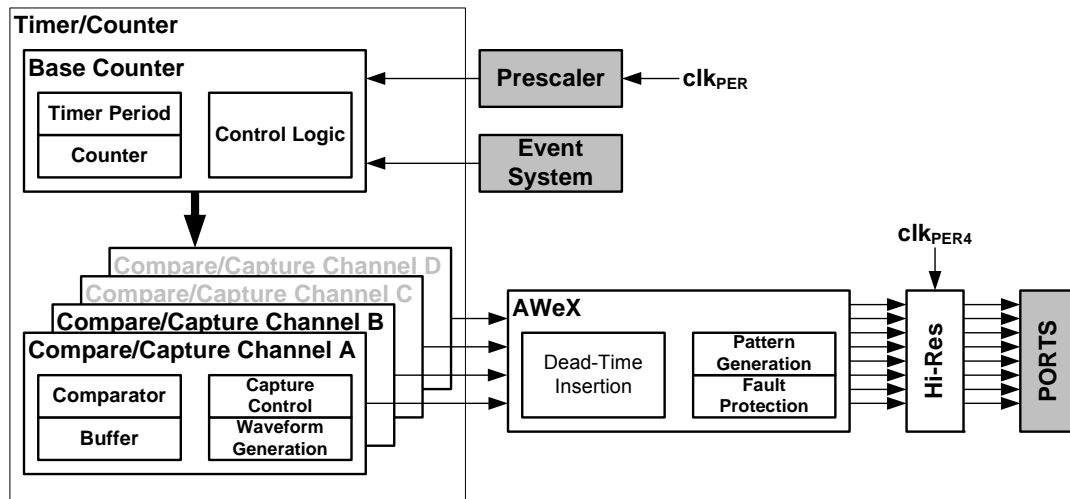 Timer/Counter
Base Counter
Timer Period
Counter
Control Logic
Prescaler
clkPER
Event
System
Compare/Capture Channel D
Compare/Capture Channel C
Compare/Capture Channel B
Compare/Capture Channel A
Comparator
Buffer
Capture
Control
Waveform
Generation
AWeX
Dead-Time
Insertion
Pattern
Generation
Fault
Protection
clkPER4
Hi-Res
PORTS